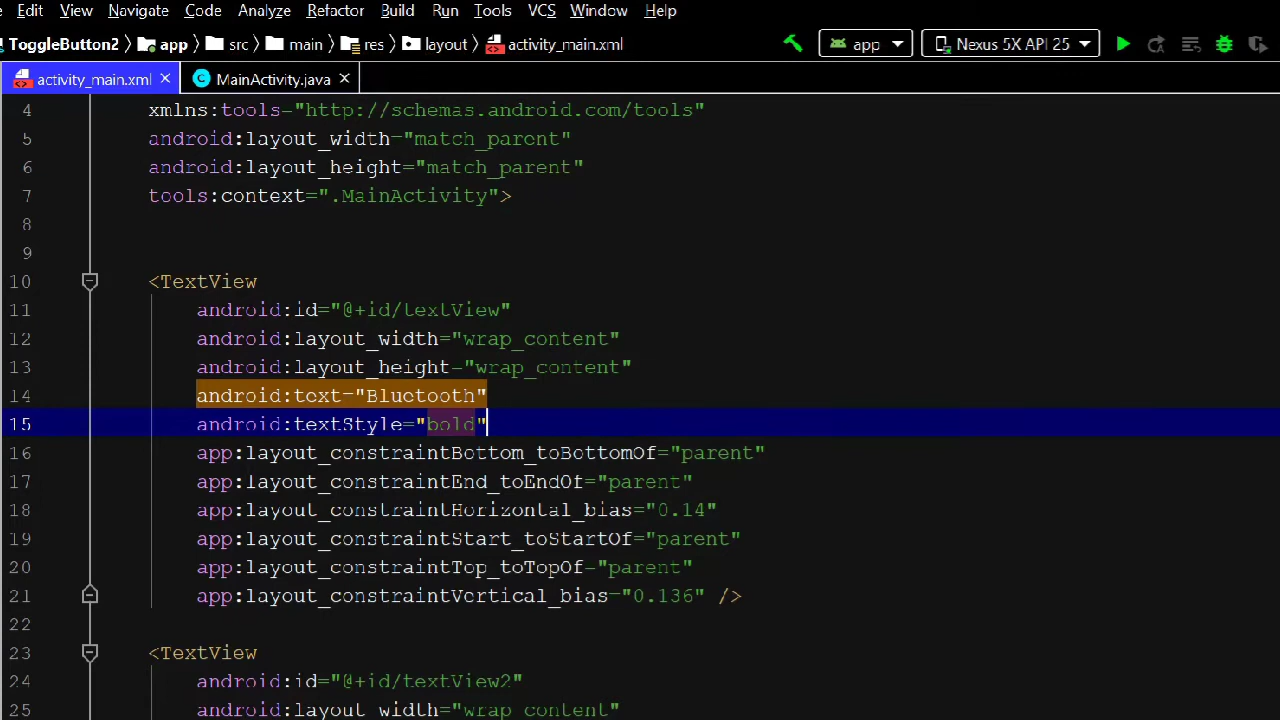 Edit View Navigate Code Analyze Refactor Build Run Tools VCS Window Help
ToggleButton2 app src main res layout activity_main.xml app Nexus 5X API 25
activity_main.xml MainActivity.java
4 xmlns:tools="http://schemas.android.com/tools"
5 android:layout_width="match_parent"
6 android:layout_height="match_parent"
7 tools:context=".MainActivity">
8
9
10 <TextView
11 android:id="@+id/textView"
12 android:layout_width="wrap_content"
13 android:layout_height="wrap_content"
14 android:text="Bluetooth"
15 android:textStyle="bold"
16 app:layout_constraintBottom_toBottomOf="parent"
17 app:layout_constraintEnd_toEndOf="parent"
18 app:layout_constraintHorizontal_bias="0.14"
19 app:layout_constraintStart_toStartOf="parent"
20 app:layout_constraintTop_toTopOf="parent"
21 app:layout_constraintVertical_bias="0.136" />
22
23 <TextView
24 android:id="@+id/textView2"
25 android:layout_width="wrap_content"